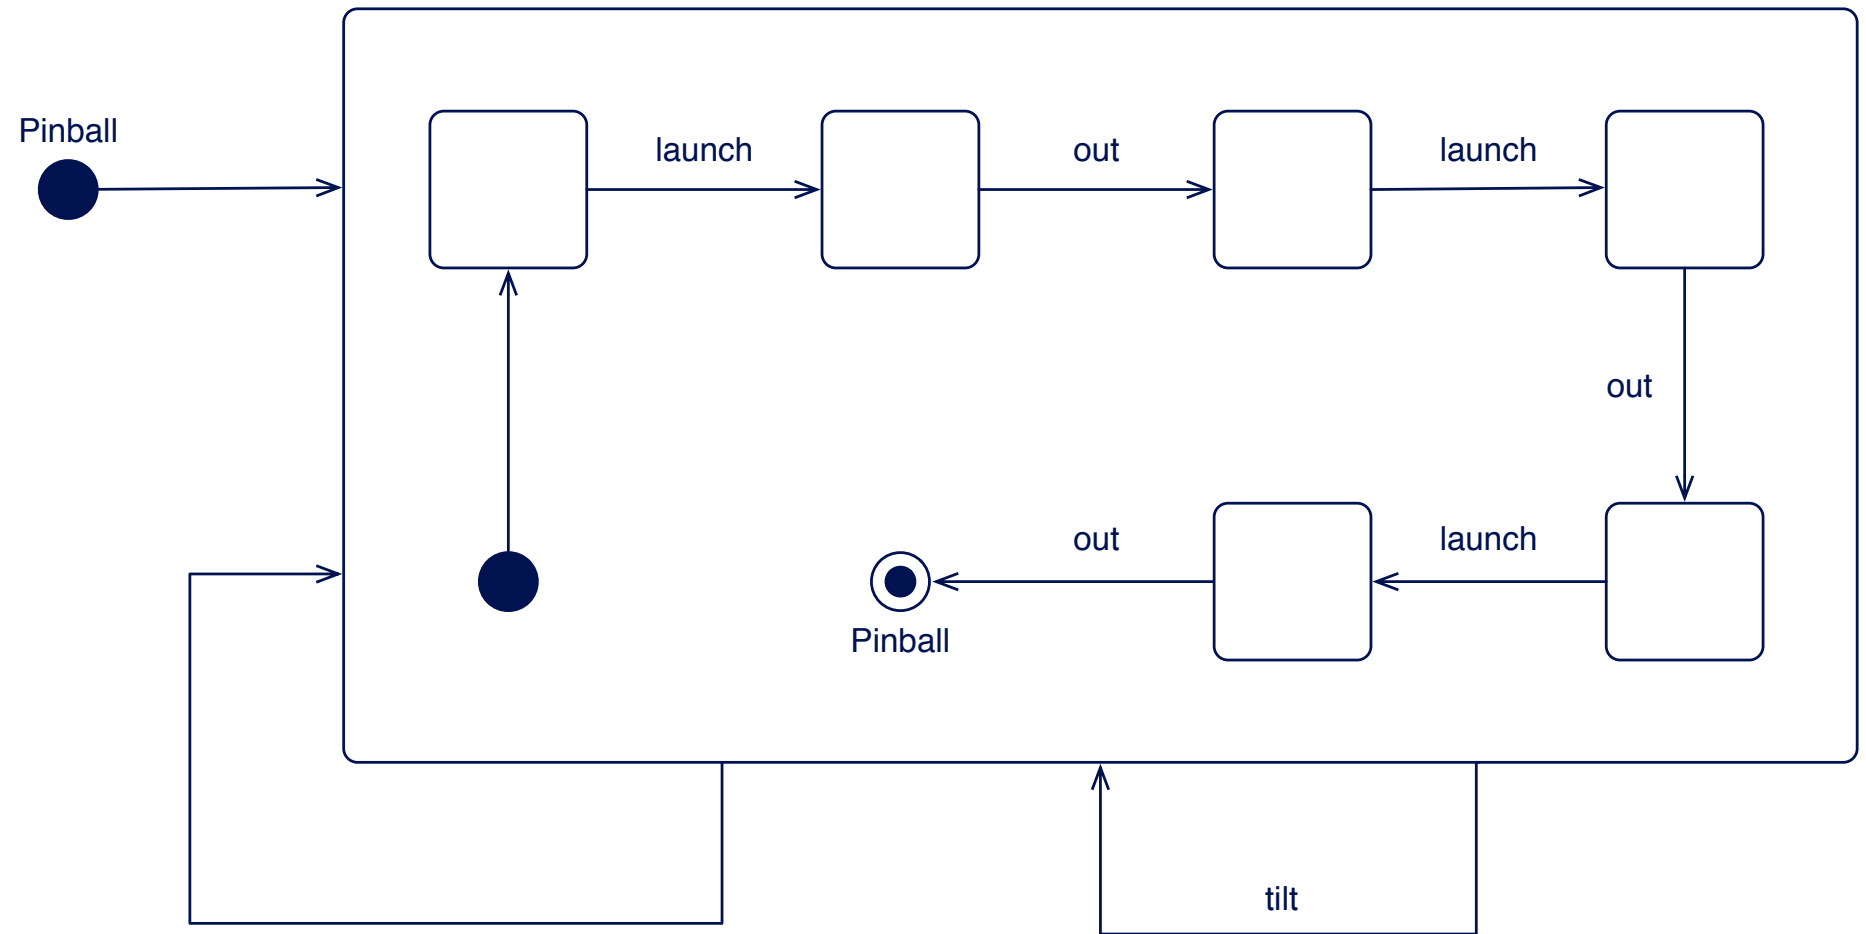 Pinball
launch
out
launch
out
out
launch
Pinball
tilt